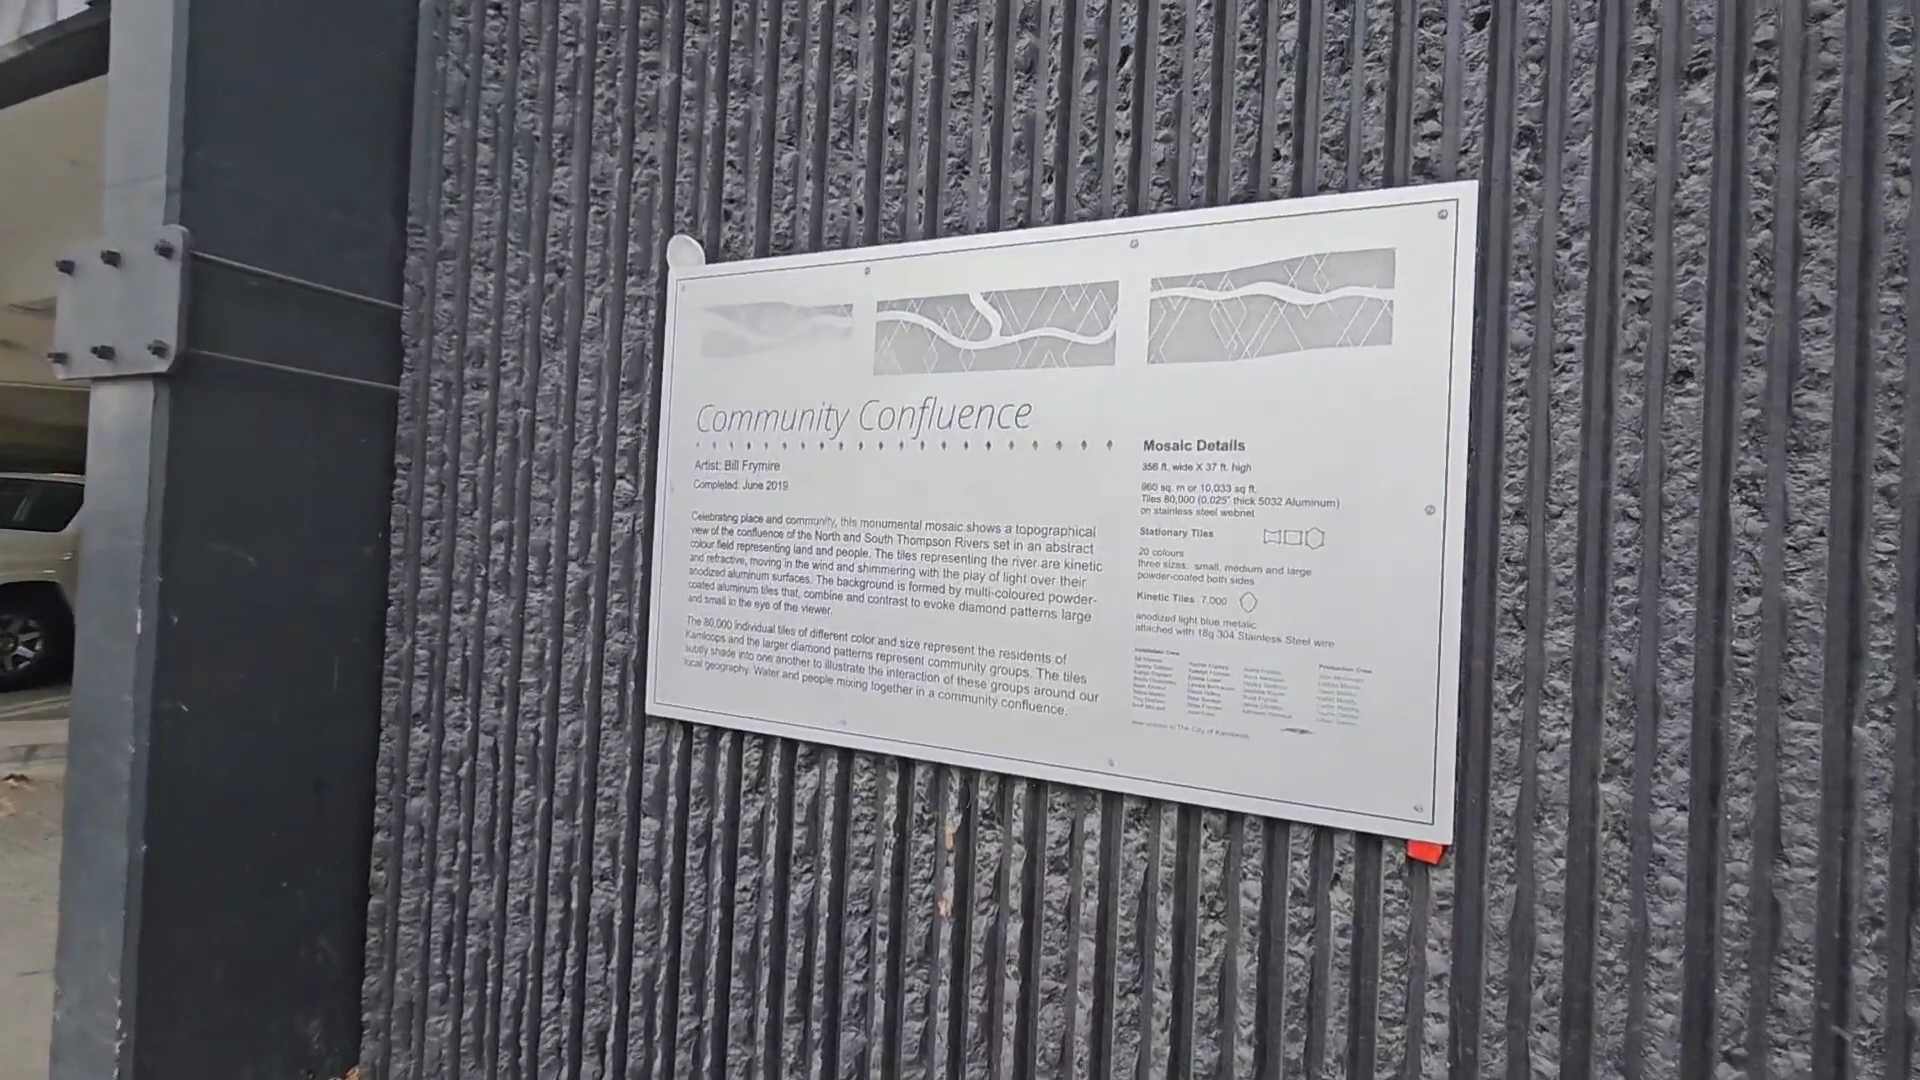 Community Confluence
Artist: Bill Frymire
Completed: June 2019
Celebrating place and community, this monumental mosaic shows a topographical
view of the confluence of the North and South Thompson Rivers set in an abstract
colour field representing land and people. The tiles representing the river are kinetic
and refractive, moving in the wind and shimmering with the play of light over their
anodized aluminum surfaces. The background is formed by multi-coloured powder-
coated aluminum tiles that, combine and contrast to evoke diamond patterns large
and small in the eye of the viewer.
The 80,000 individual tiles of different color and size represent the residents of
Kamloops and the larger diamond patterns represent community groups. The tiles
subtly shade into one another to illustrate the interaction of these groups around our
local geography. Water and people mixing together in a community confluence.
Mosaic Details
356 ft. wide X 37 ft. high
960 sq. m or 10,033 sq ft.
Tiles 80,000 (0.025" thick 5032 Aluminum)
on stainless steel webnet
Stationary Tiles
20 colours
three sizes, small, medium and large
powder-coated both sides
Kinetic Tiles 7,000
anodized light blue metalic
attached with 18g 304 Stainless Steel wire
Installation Crew
Production Crew
The City of Kamloops